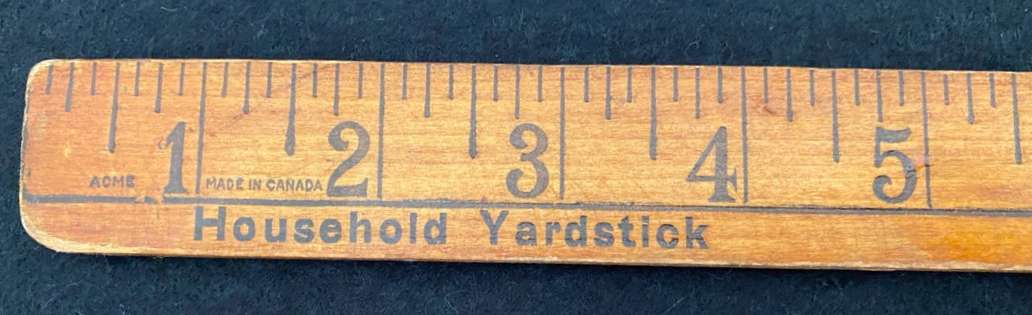 1 2 3 4 5
ACME MADE IN CANADA
Household Yardstick